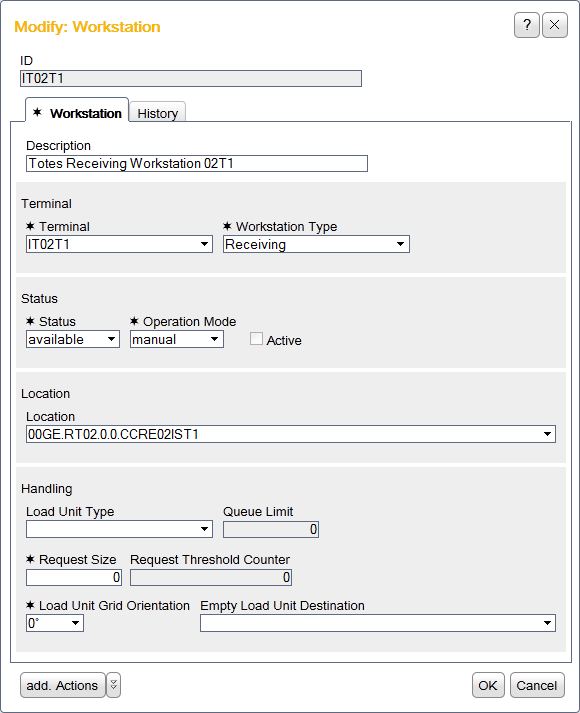 Modify: Workstation
?
ID
IT02T1
✶ Workstation History
Description
Totes Receiving Workstation 02T1
Terminal
✶ Terminal ✶ Workstation Type
IT02T1 Receiving
Status
✶ Status ✶ Operation Mode
available manual Active
Location
Location
00GE.RT02.0.0.CCRE02IST1
Handling
Load Unit Type Queue Limit
0
✶ Request Size Request Threshold Counter
0 0
✶ Load Unit Grid Orientation Empty Load Unit Destination
0°
add. Actions OK Cancel